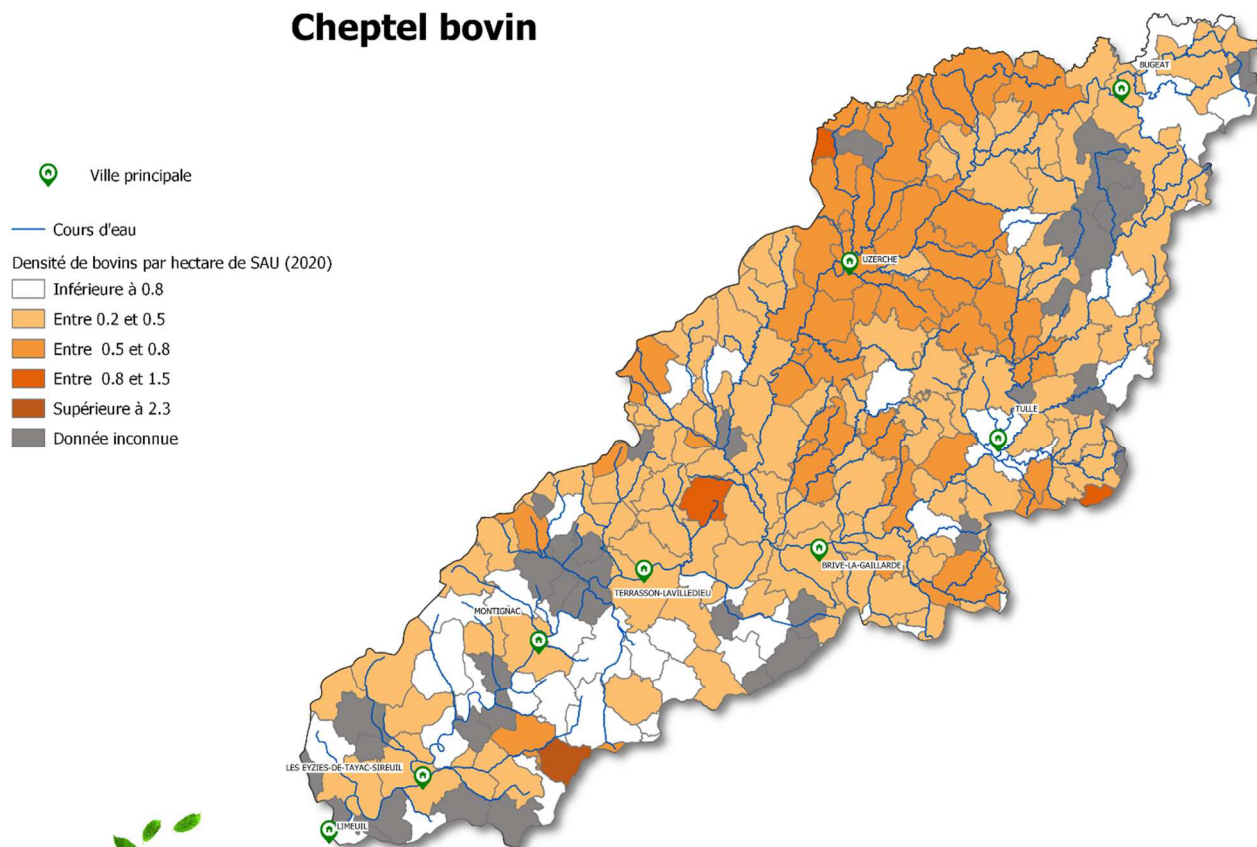 Cheptel bovin
Ville principale
Cours d'eau
Densité de bovins par hectare de SAU (2020)
Inférieure à 0.8
Entre 0.2 et 0.5
Entre 0.5 et 0.8
Entre 0.8 et 1.5
Supérieure à 2.3
Donnée inconnue
BUGEAT
UZERCHE
TULLE
BRIVE-LA-GAILLARDE
TERRASSON-LAVILLEDIEU
MONTIGNAC
LES EYZIES-DE-TAYAC-SIREUIL
LIMEUIL